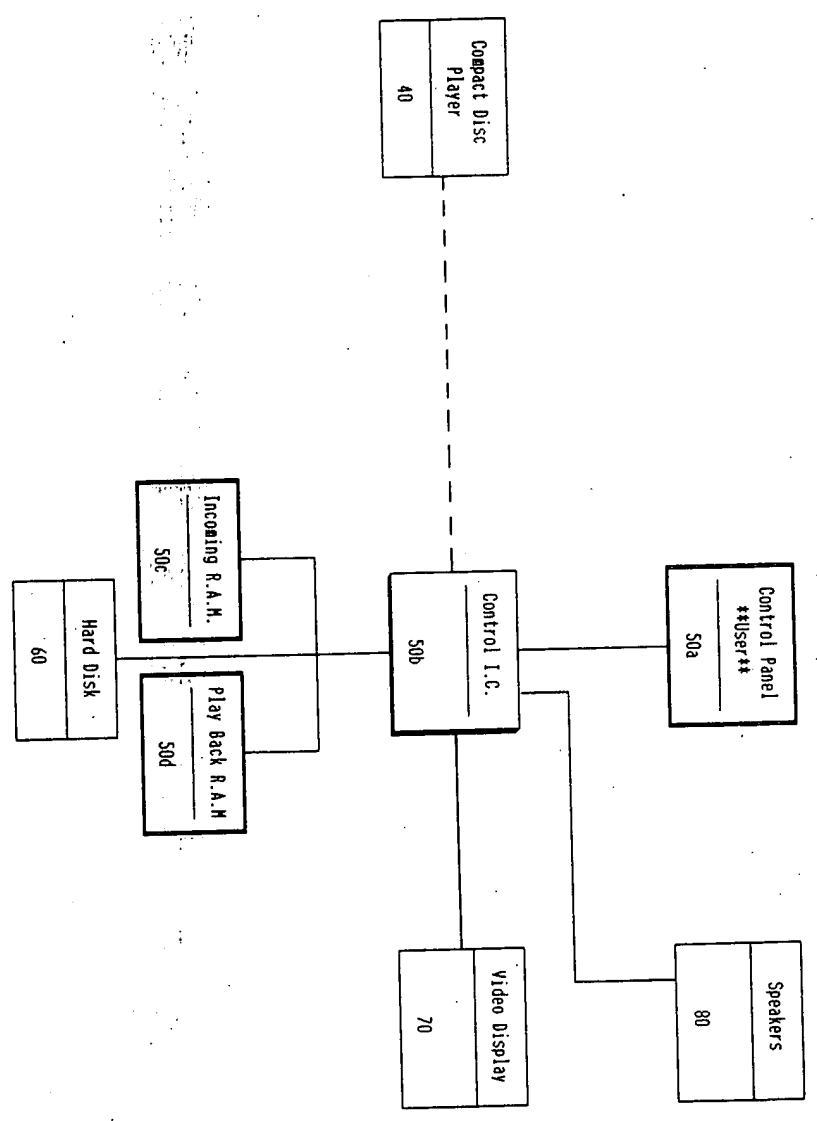 Compact Disc
Player
40
Control Panel
**User**
50a
Control I.C.
50b
Incoming R.A.M.
50c
Play Back R.A.M
50d
Hard Disk
60
Video Display
70
Speakers
80